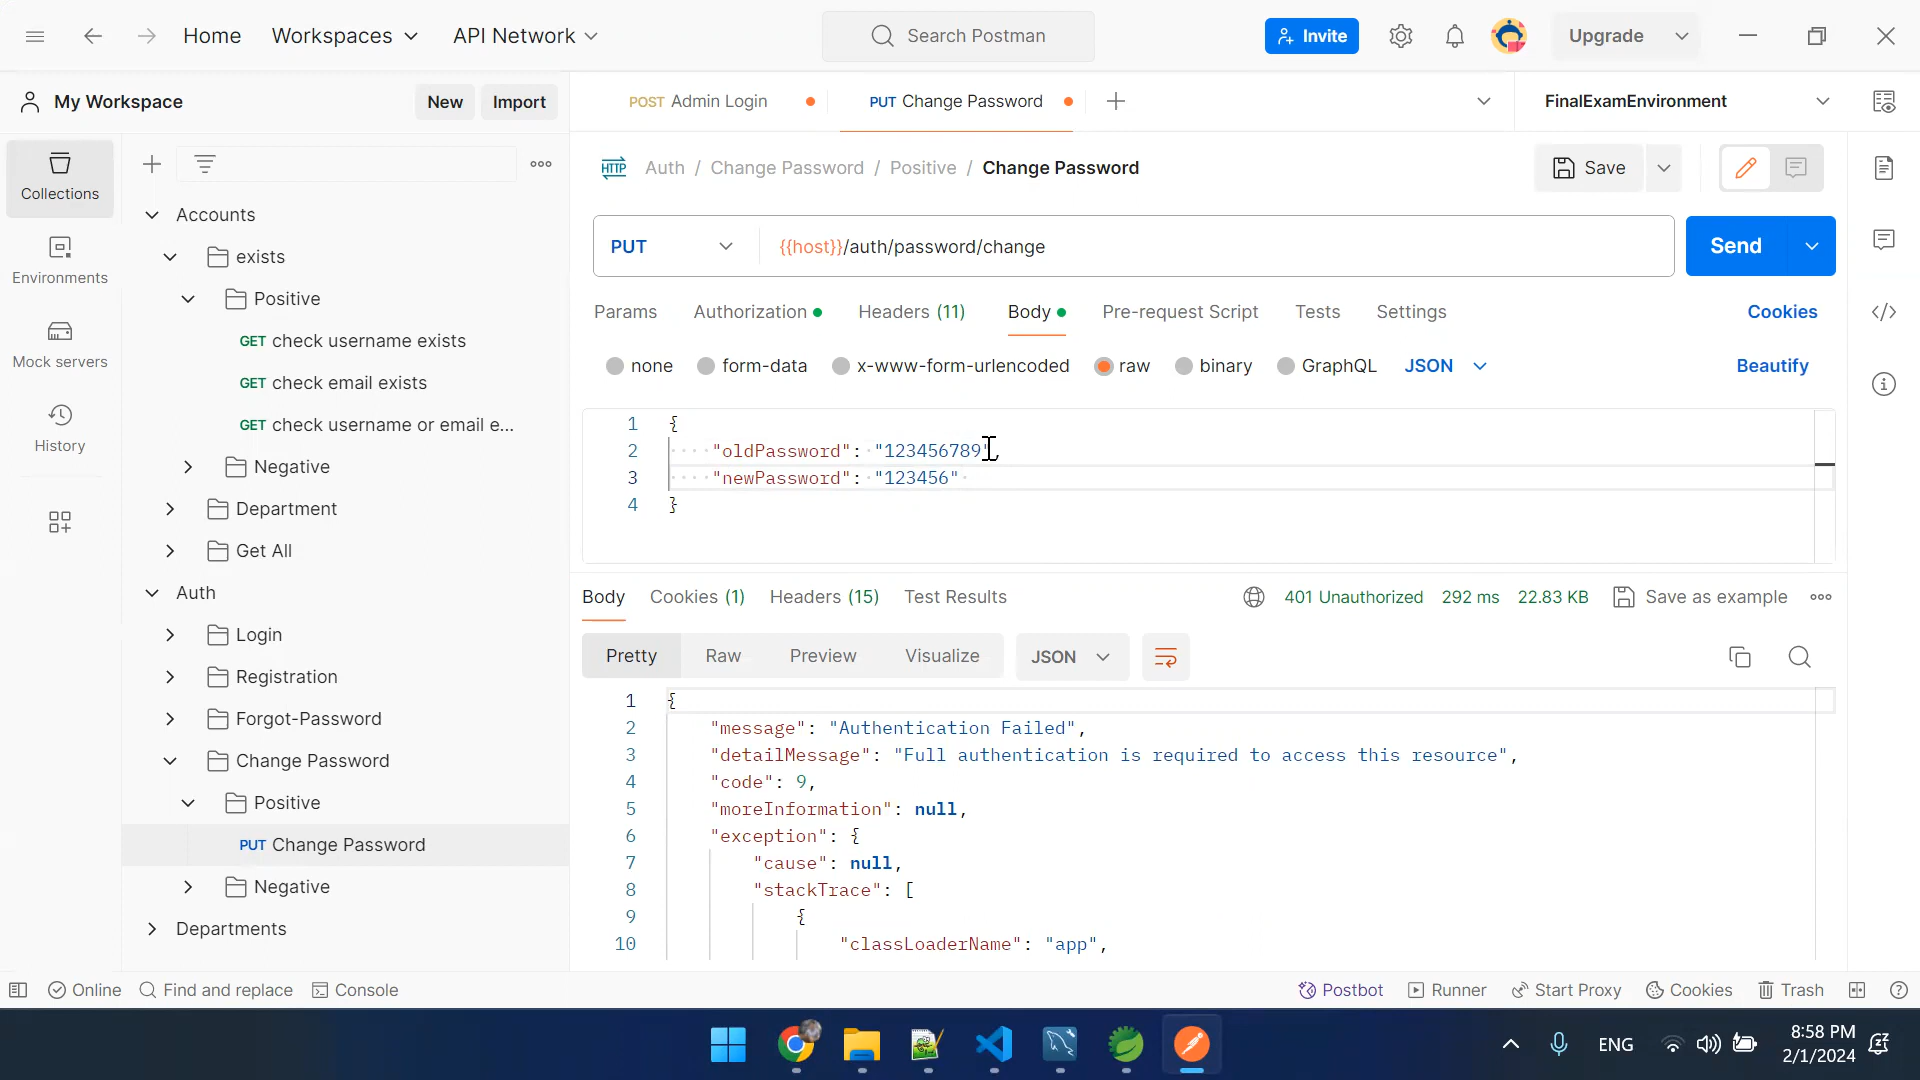 Home
Workspaces
API Network
Search Postman
Invite
Upgrade
My Workspace
New
Import
POST Admin Login
PUT Change Password
FinalExamEnvironment
Collections
Environments
Mock servers
History
Accounts
exists
Positive
GET check username exists
GET check email exists
GET check username or email e...
Negative
Department
Get All
Auth
Login
Registration
Forgot-Password
Change Password
Positive
PUT Change Password
Negative
Departments
HTTP Auth / Change Password / Positive / Change Password
Save
PUT
{{host}}/auth/password/change
Send
Params
Authorization
Headers (11)
Body
Pre-request Script
Tests
Settings
Cookies
none
form-data
x-www-form-urlencoded
raw
binary
GraphQL
JSON
Beautify
1 {
2 "oldPassword": "123456789",
3 "newPassword": "123456"
4 }
Body
Cookies (1)
Headers (15)
Test Results
401 Unauthorized
292 ms
22.83 KB
Save as example
Pretty
Raw
Preview
Visualize
JSON
1 {
2 "message": "Authentication Failed",
3 "detailMessage": "Full authentication is required to access this resource",
4 "code": 9,
5 "moreInformation": null,
6 "exception": {
7 "cause": null,
8 "stackTrace": [
9 {
10 "classLoaderName": "app",
Online
Find and replace
Console
Postbot
Runner
Start Proxy
Cookies
Trash
ENG
8:58 PM
2/1/2024